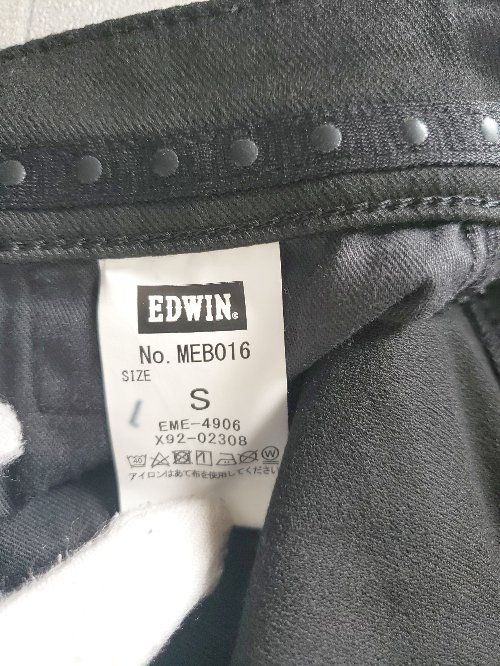 EDWIN®
No. MEB016
SIZE
S
EME-4906
X92-02308
40 W
アイロンはあて布を使用してください